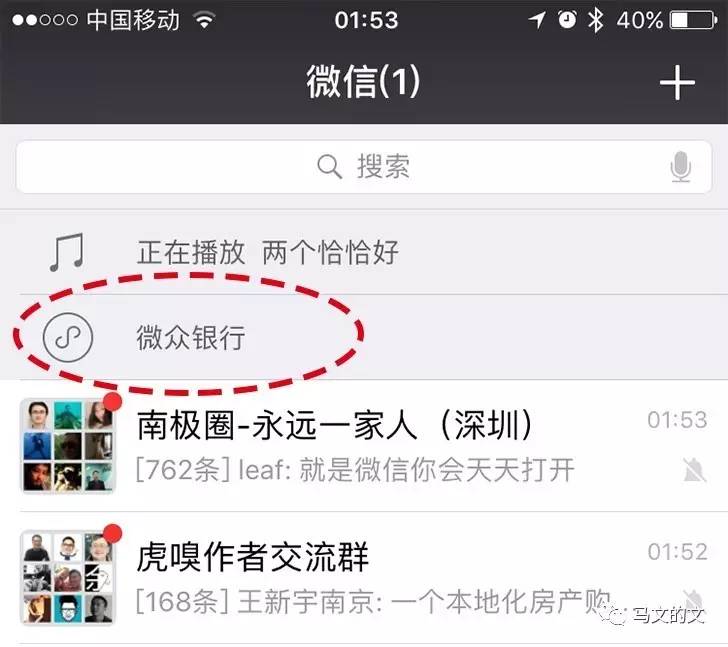 中国移动 01:53 40%
微信(1)
搜索
正在播放 两个恰恰好
微众银行
南极圈-永远一家人（深圳） 01:53
[762条] leaf: 就是微信你会天天打开
虎嗅作者交流群 01:52
[168条] 王新宇南京: 一个本地化房产购...
马文的文